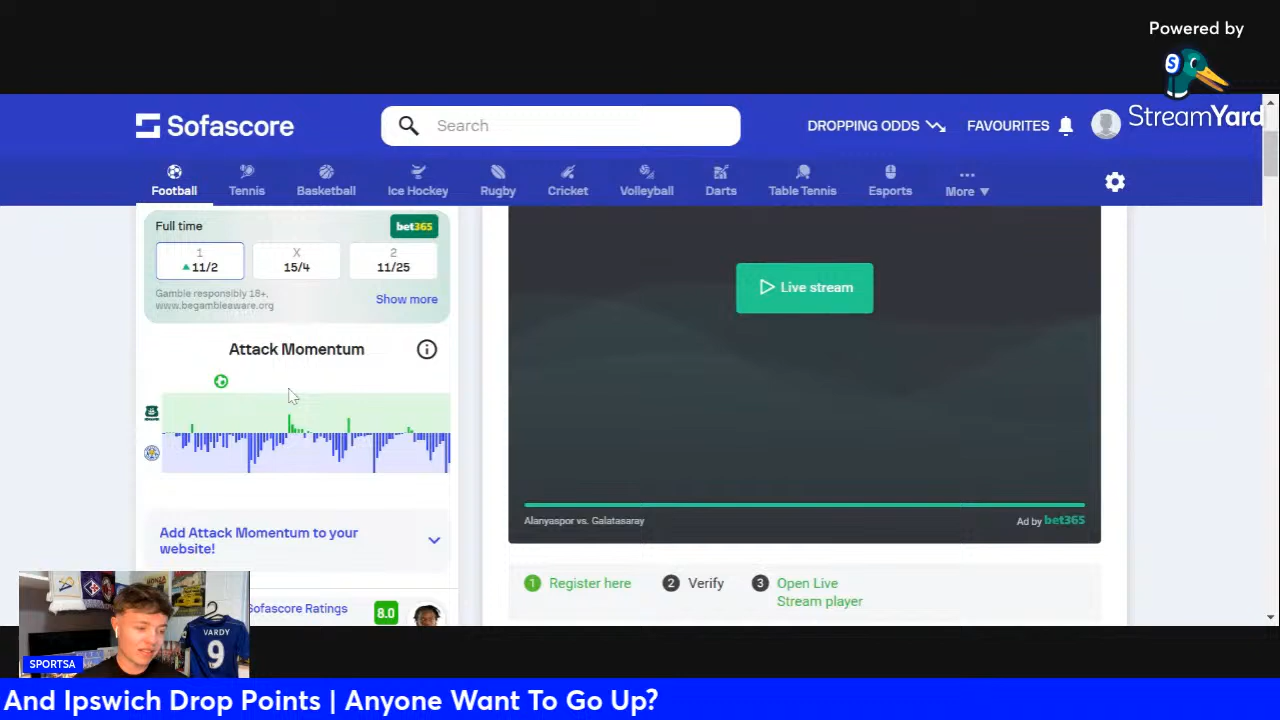 Powered by
S
StreamYard
Sofascore
Search
DROPPING ODDS
FAVOURITES
Football
Tennis
Basketball
Ice Hockey
Rugby
Cricket
Volleyball
Darts
Table Tennis
Esports
More
Full time
bet365
1
X
2
11/2
15/4
11/25
Gamble responsibly 18+,
www.begambleaware.org
Show more
Live stream
Attack Momentum
Alanyaspor vs. Galatasaray
Ad by bet365
Add Attack Momentum to your
website!
1 Register here
2 Verify
3 Open Live
Stream player
Sofascore Ratings
8.0
VARDY
9
SPORTSA
And Ipswich Drop Points | Anyone Want To Go Up?